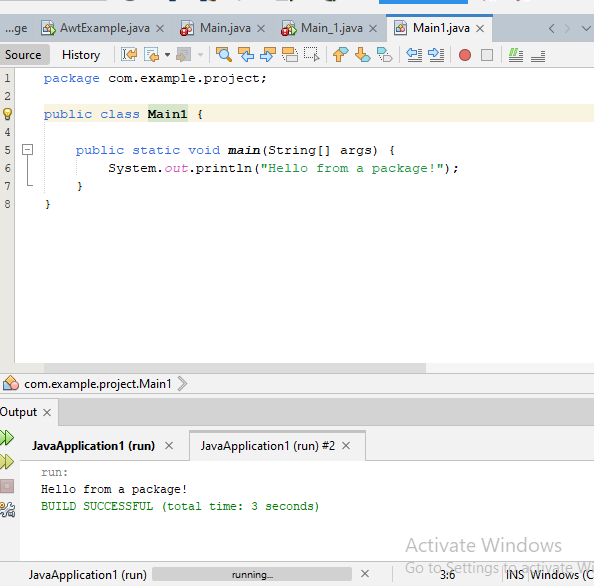 ...ge AwtExample.java Main.java Main_1.java Main1.java
Source History
1 package com.example.project;
2
public class Main1 {
4
5 public static void main(String[] args) {
6 System.out.println("Hello from a package!");
7 }
8 }
com.example.project.Main1
Output
JavaApplication1 (run) JavaApplication1 (run) #2
run:
Hello from a package!
BUILD SUCCESSFUL (total time: 3 seconds)
Activate Windows
Go to Settings to activate Wi
JavaApplication1 (run) running... 3:6 INS Windows (C